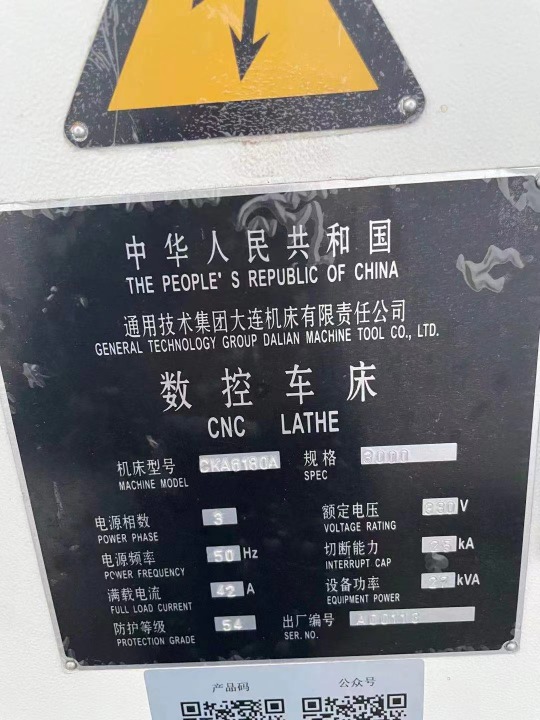 中华人民共和国
THE PEOPLE'S REPUBLIC OF CHINA
通用技术集团大连机床有限责任公司
GENERAL TECHNOLOGY GROUP DALIAN MACHINE TOOL CO., LTD.
数控车床
CNC LATHE
机床型号 CKA6180A 规格
MACHINE MODEL SPEC
电源相数 3 额定电压 V
POWER PHASE VOLTAGE RATING
电源频率 50 Hz 切断能力 kA
POWER FREQUENCY INTERRUPT CAP
满载电流 42 A 设备功率 kVA
FULL LOAD CURRENT EQUIPMENT POWER
防护等级 54 出厂编号
PROTECTION GRADE SER. NO.
产品码 公众号